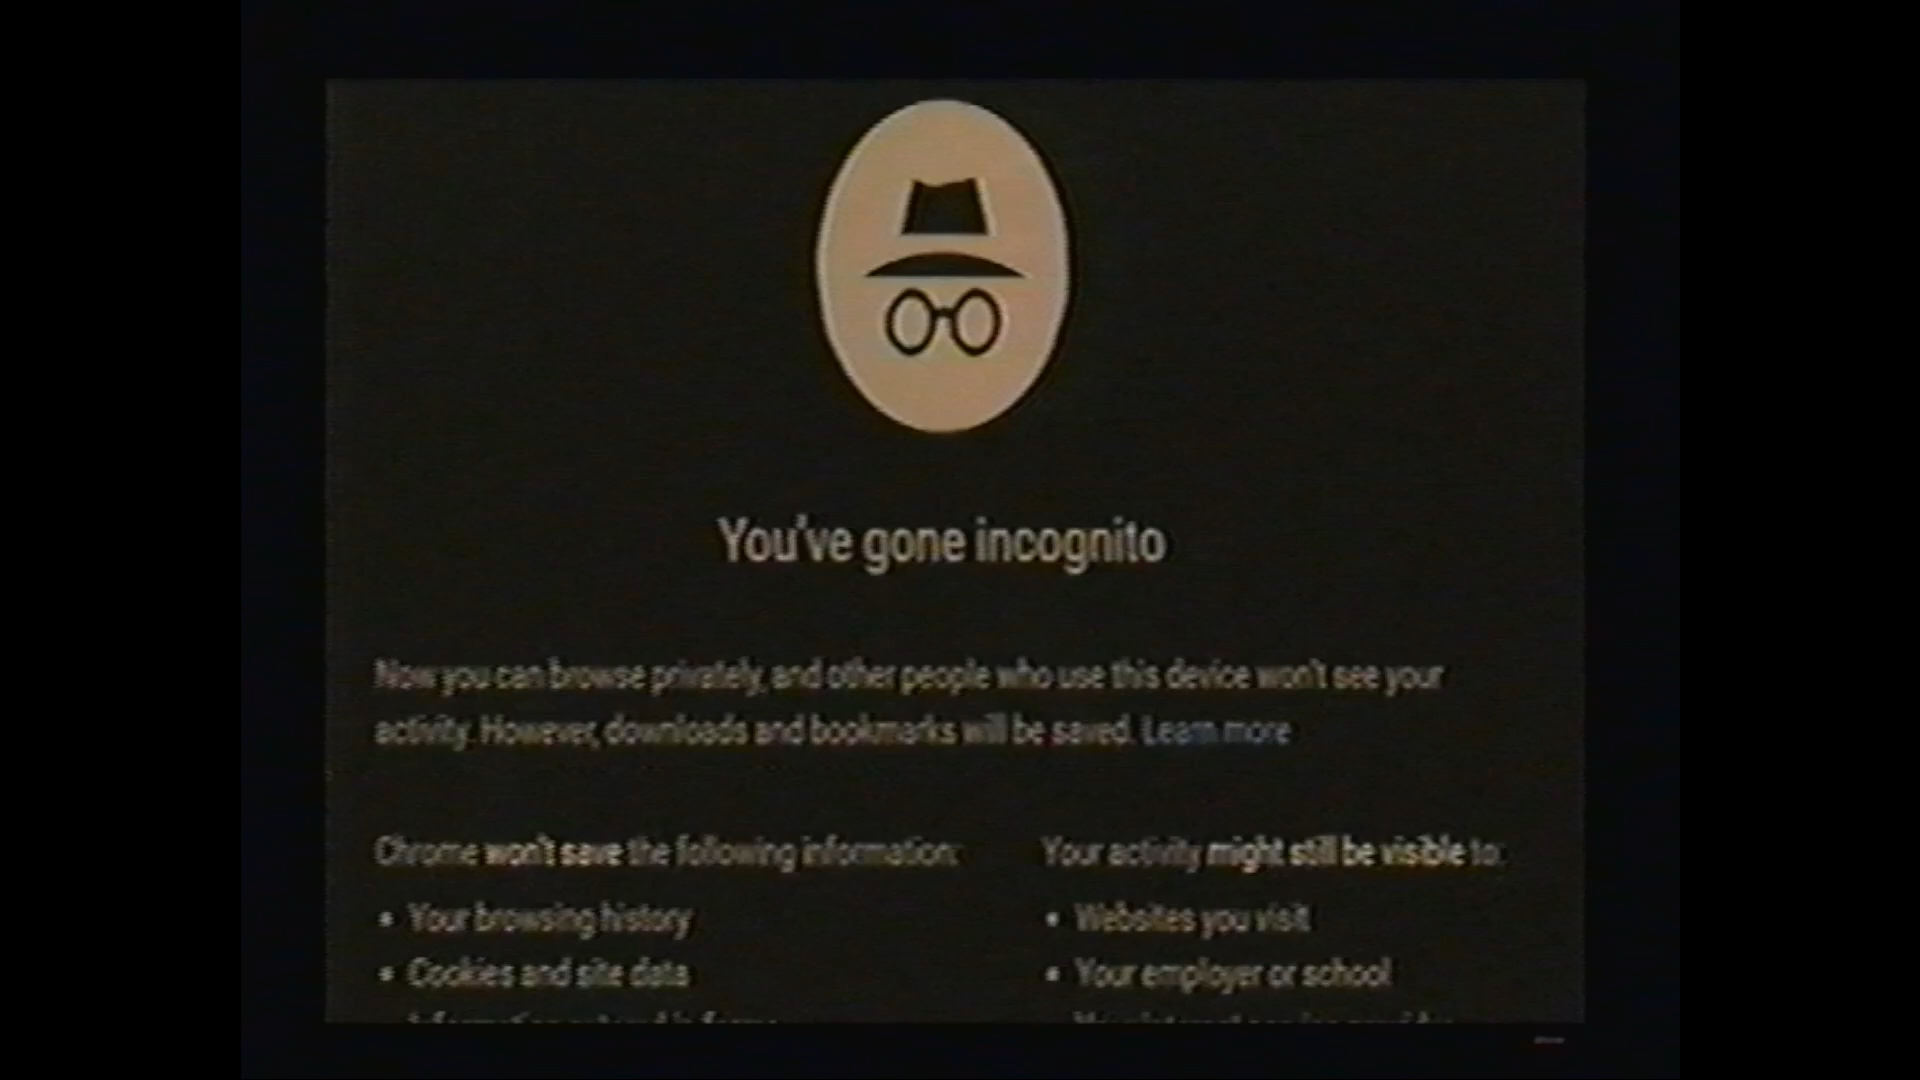 You've gone incognito
Now you can browse privately, and other people who use this device won't see your
activity. However, downloads and bookmarks will be saved. Learn more
Chrome won't save the following information:
Your activity might still be visible to:
• Your browsing history
• Cookies and site data
• Websites you visit
• Your employer or school